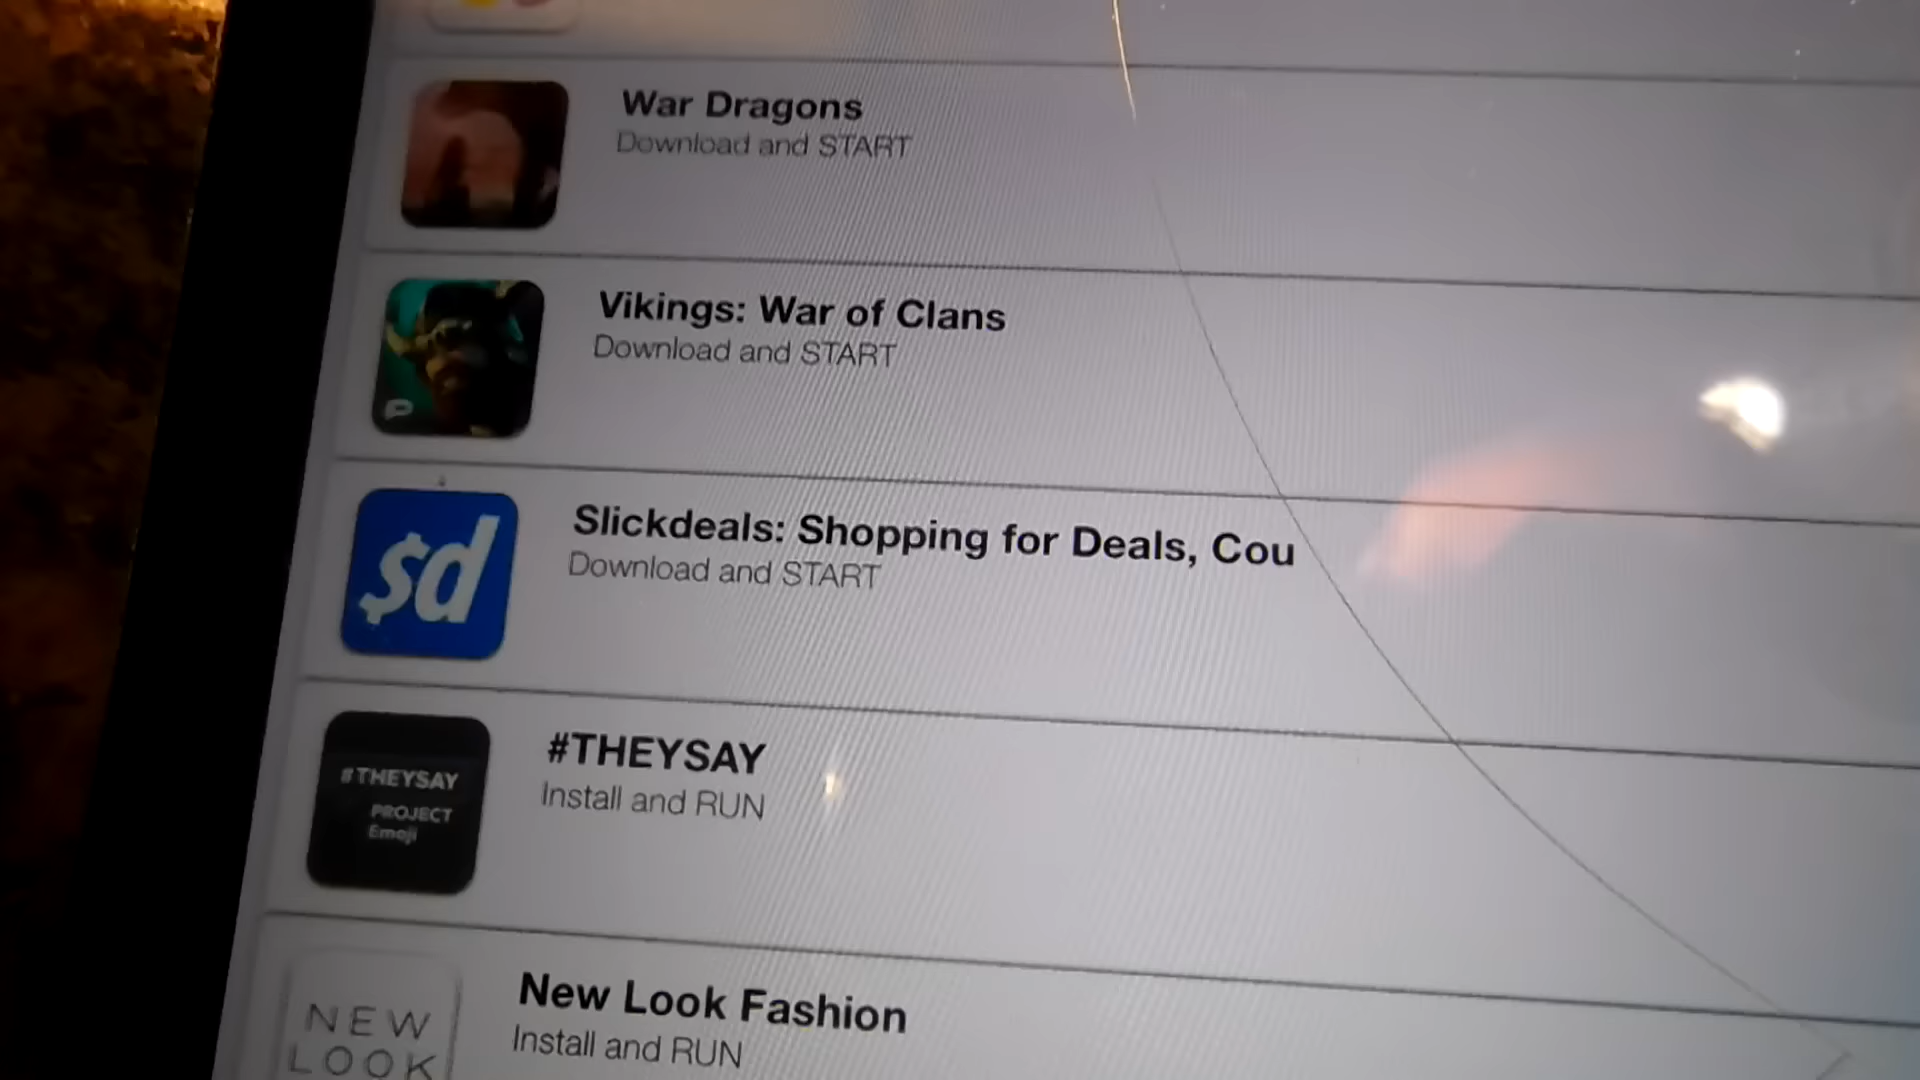 War Dragons
Download and START
Vikings: War of Clans
Download and START
$d
Slickdeals: Shopping for Deals, Cou
Download and START
#THEYSAY
PROJECT
Emoji
#THEYSAY
Install and RUN
NEW
LOOK
New Look Fashion
Install and RUN